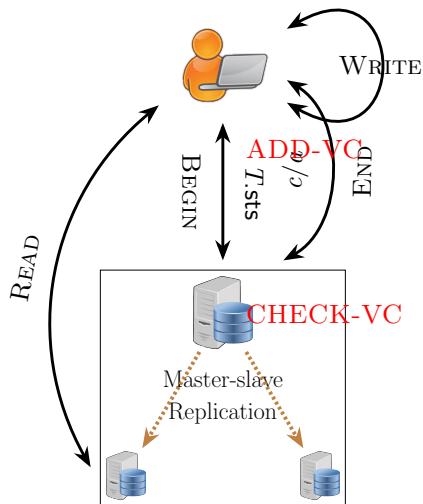 WRITE
ADD-VC
BEGIN
T.sts
c/a
END
READ
CHECK-VC
Master-slave
Replication